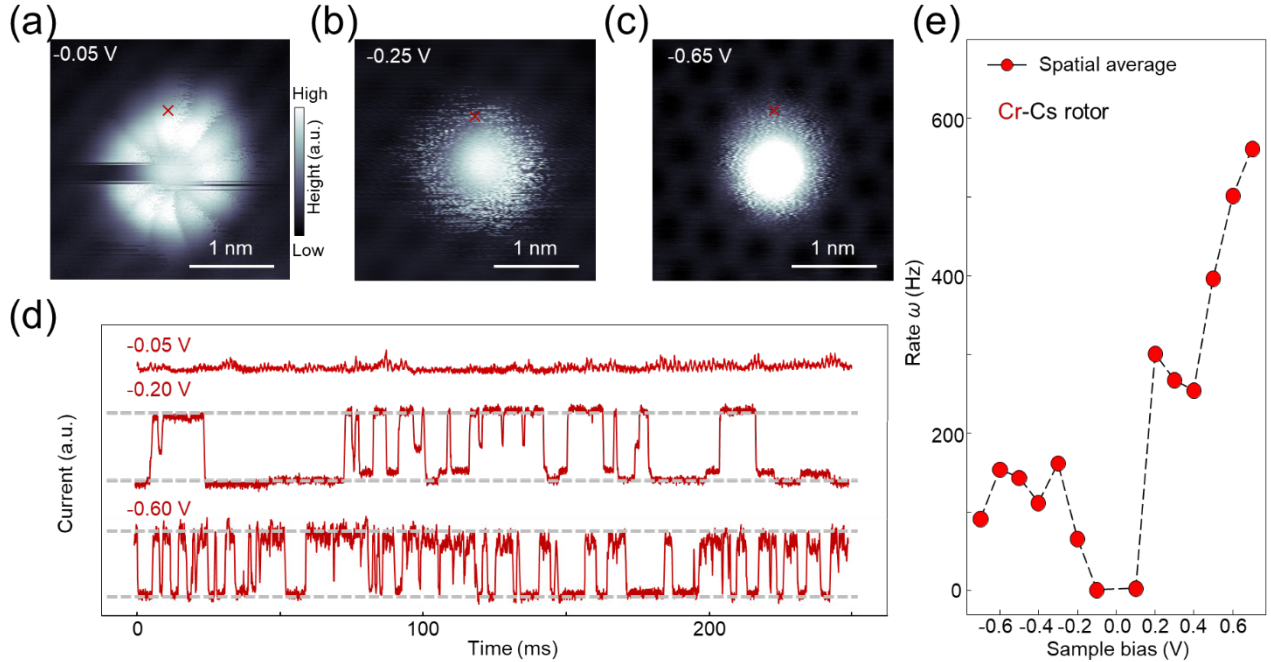 (a)
-0.05 V
1 nm
High
Height (a.u.)
Low
(b)
-0.25 V
1 nm
(c)
-0.65 V
1 nm
(d)
-0.05 V
-0.20 V
-0.60 V
Current (a.u.)
0
100
200
Time (ms)
(e)
Spatial average
Cr-Cs rotor
Rate ω (Hz)
600
400
200
0
-0.6 -0.4 -0.2 0.0 0.2 0.4 0.6
Sample bias (V)